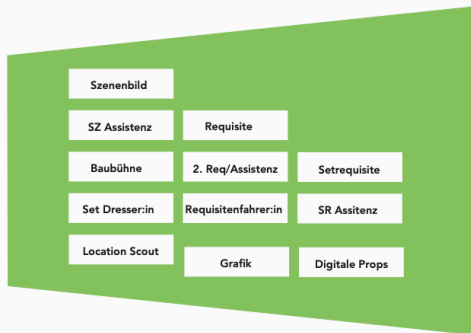 Szenenbild
SZ Assistenz
Requisite
Baubühne
2. Req/Assistenz
Setrequisite
Set Dresser:in
Requisitenfahrer:in
SR Assitenz
Location Scout
Grafik
Digitale Props